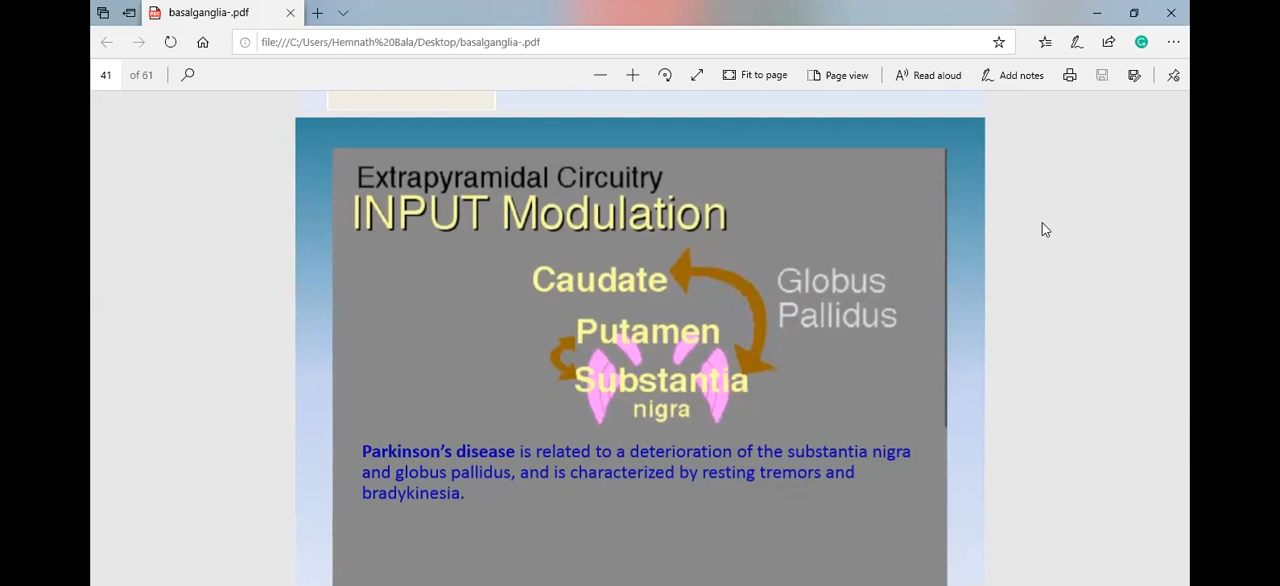 basalganglia-.pdf
file:///C:/Users/Hemnath%20Bala/Desktop/basalganglia-.pdf
41 of 61 Fit to page Page view Read aloud Add notes
Extrapyramidal Circuitry
INPUT Modulation
Caudate
Globus
Pallidus
Putamen
Substantia
nigra
Parkinson's disease is related to a deterioration of the substantia nigra
and globus pallidus, and is characterized by resting tremors and
bradykinesia.